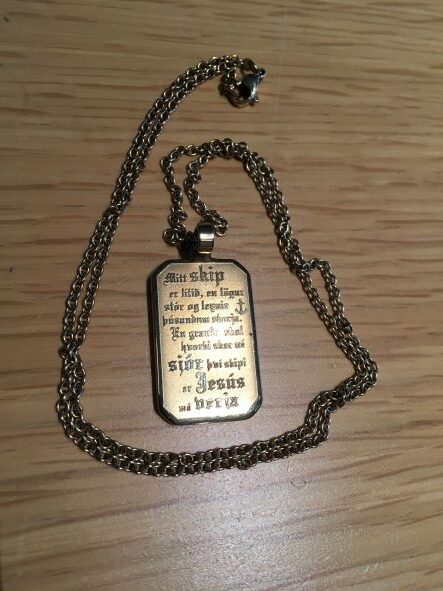 Mitt skip
er lítið, en lögur
stór og leynir
þúsundum skerja.
En granda skal
hvorki sker né
sjór því skipi
er Jesús
má verja